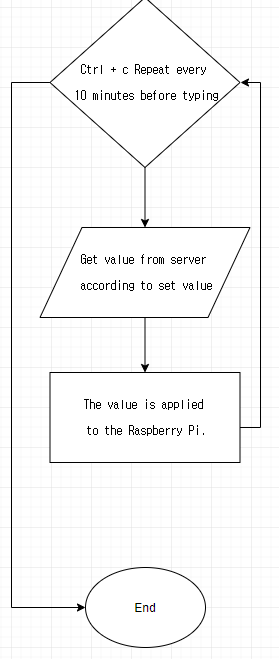 Ctrl + c Repeat every
10 minutes before typing
Get value from server
according to set value
The value is applied
to the Raspberry Pi.
End